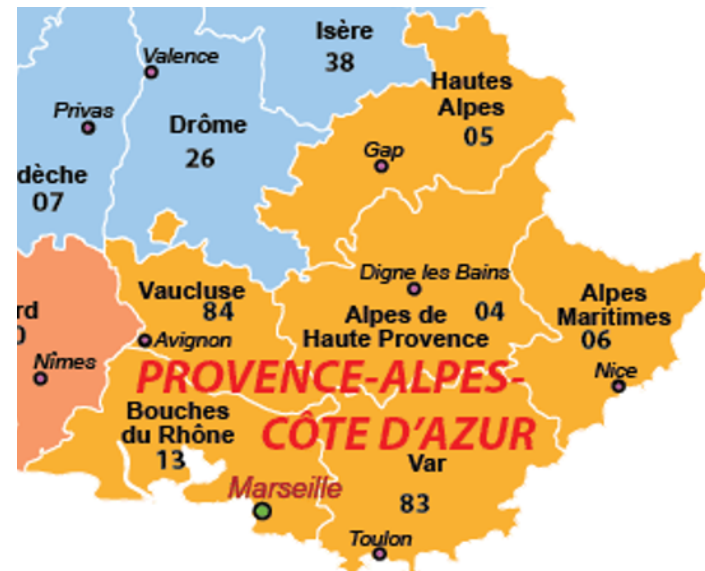 Isère
38
Valence
Hautes
Alpes
05
Privas
Drôme
26
Gap
dèche
07
Digne les Bains
Vaucluse
84
Alpes de
Haute Provence
04
Alpes
Maritimes
06
rd
Avignon
Nîmes
Nice
PROVENCE-ALPES-
CÔTE D'AZUR
Bouches
du Rhône
13
Var
83
Marseille
Toulon